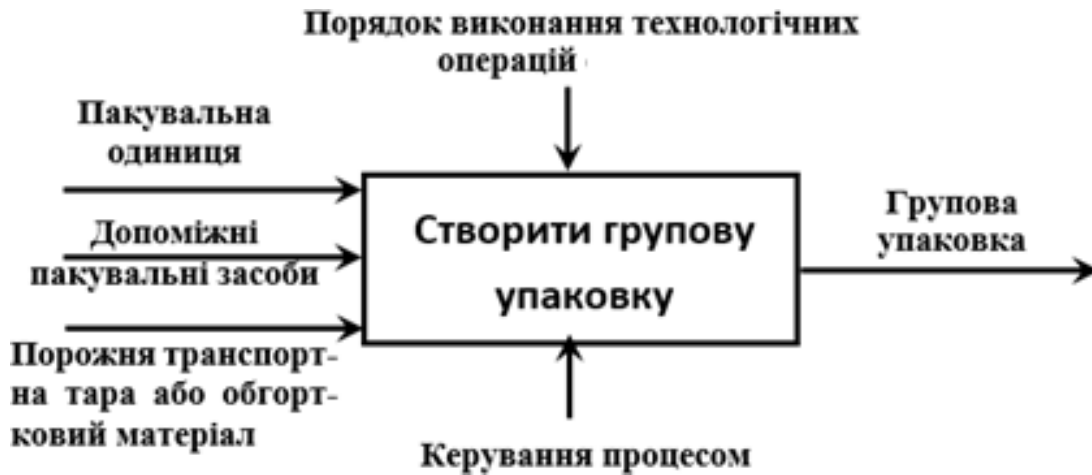 Порядок виконання технологічних
операцій
Пакувальна
одиниця
Допоміжні
пакувальні засоби
Порожня транспорт-
на тара або обгорт-
ковий матеріал
Створити групову
упаковку
Групова
упаковка
Керування процесом